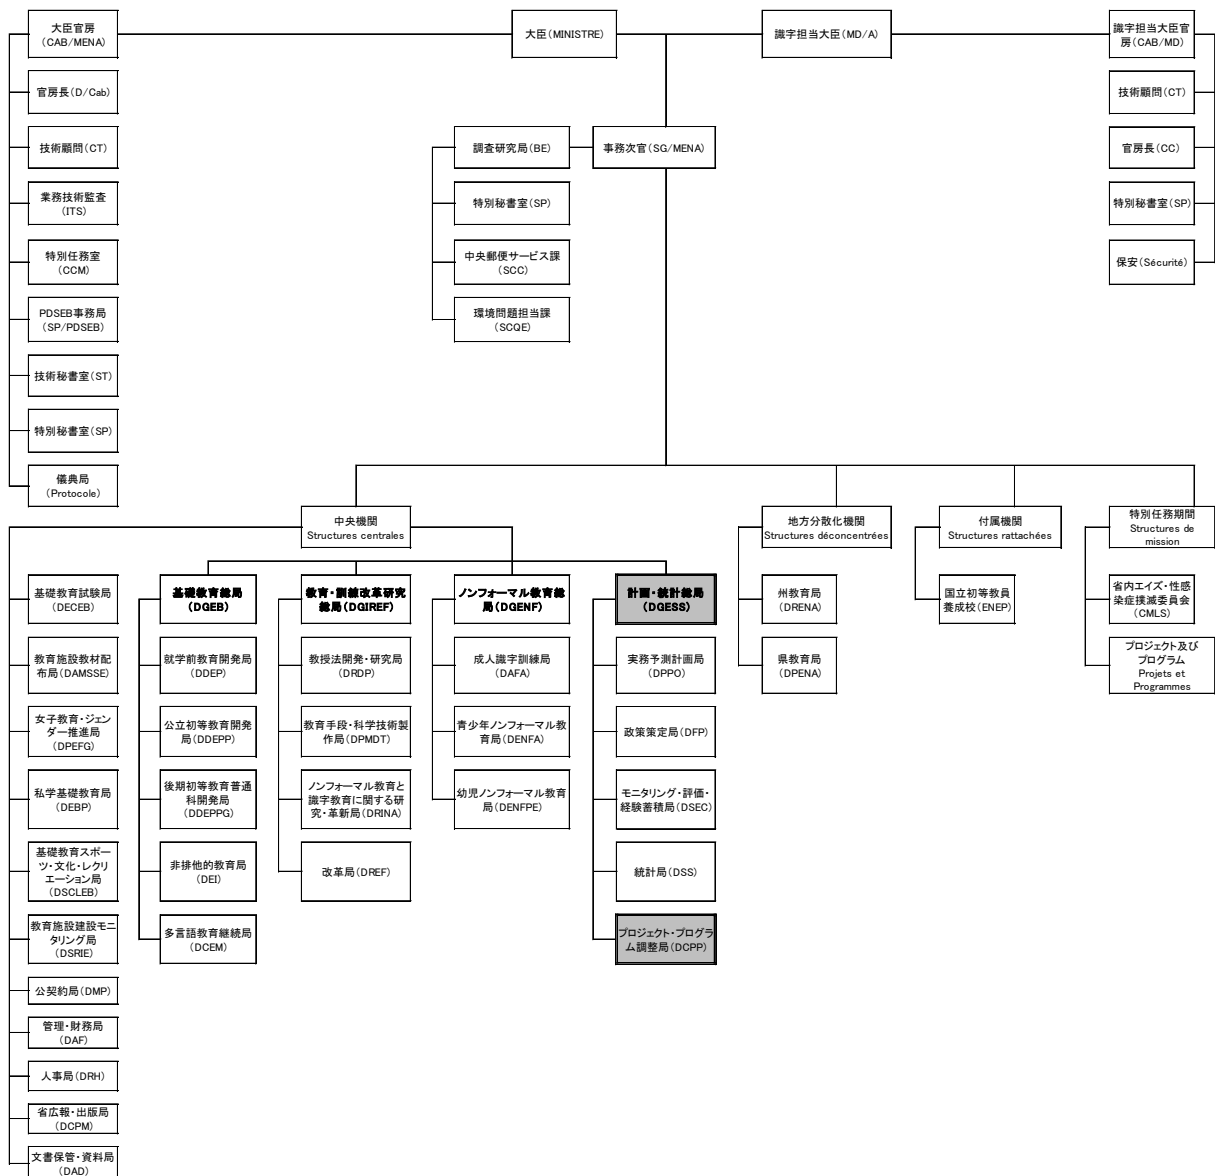 大臣官房
(CAB/MENA)
大臣(MINISTRE)
識字担当大臣(MD/A)
識字担当大臣官
房(CAB/MD)
官房長(D/Cab)
技術顧問(CT)
業務技術監査
(ITS)
特別任務室
(CCM)
PDSEB事務局
(SP/PDSEB)
技術秘書室(ST)
特別秘書室(SP)
儀典局
(Protocole)
調査研究局(BE)
事務次官(SG/MENA)
特別秘書室(SP)
中央郵便サービス課
(SCC)
環境問題担当課
(SCQE)
技術顧問(CT)
官房長(CC)
特別秘書室(SP)
保安(Sécurité)
中央機関
Structures centrales
地方分散化機関
Structures déconcentrées
付属機関
Structures rattachées
特別任務期間
Structures de
mission
基礎教育試験局
(DECEB)
教育施設教材配
布局(DAMSSE)
女子教育・ジェン
ダー推進局
(DPEFG)
私学基礎教育局
(DEBP)
基礎教育スポー
ツ・文化・レクリ
エーション局
(DSCLEB)
教育施設建設モニ
タリング局
(DSRIE)
公契約局(DMP)
管理・財務局
(DAF)
人事局(DRH)
省広報・出版局
(DCPM)
文書保管・資料局
(DAD)
基礎教育総局
(DGEB)
就学前教育開発局
(DDEP)
公立初等教育開発
局(DDEPP)
後期初等教育普通
科開発局
(DDEPPG)
非排他的教育局
(DEI)
多言語教育継続局
(DCEM)
教育・訓練改革研究
総局(DGIREF)
教授法開発・研究局
(DRDP)
教育手段・科学技術製
作局(DPMDT)
ノンフォーマル教育と
識字教育に関する研
究・革新局(DRINA)
改革局(DREF)
ノンフォーマル教育総
局(DGENF)
成人識字訓練局
(DAFA)
青少年ノンフォーマル教
育局(DENFA)
幼児ノンフォーマル教育
局(DENFPE)
計画・統計総局
(DGESS)
実務予測計画局
(DPPO)
政策策定局(DFP)
モニタリング・評価・
経験蓄積局(DSEC)
統計局(DSS)
プロジェクト・プログラ
ム調整局(DCPP)
州教育局
(DRENA)
県教育局
(DPENA)
国立初等教員
養成校(ENEP)
省内エイズ・性感
染症撲滅委員会
(CMLS)
プロジェクト及び
プログラム
Projets et
Programmes